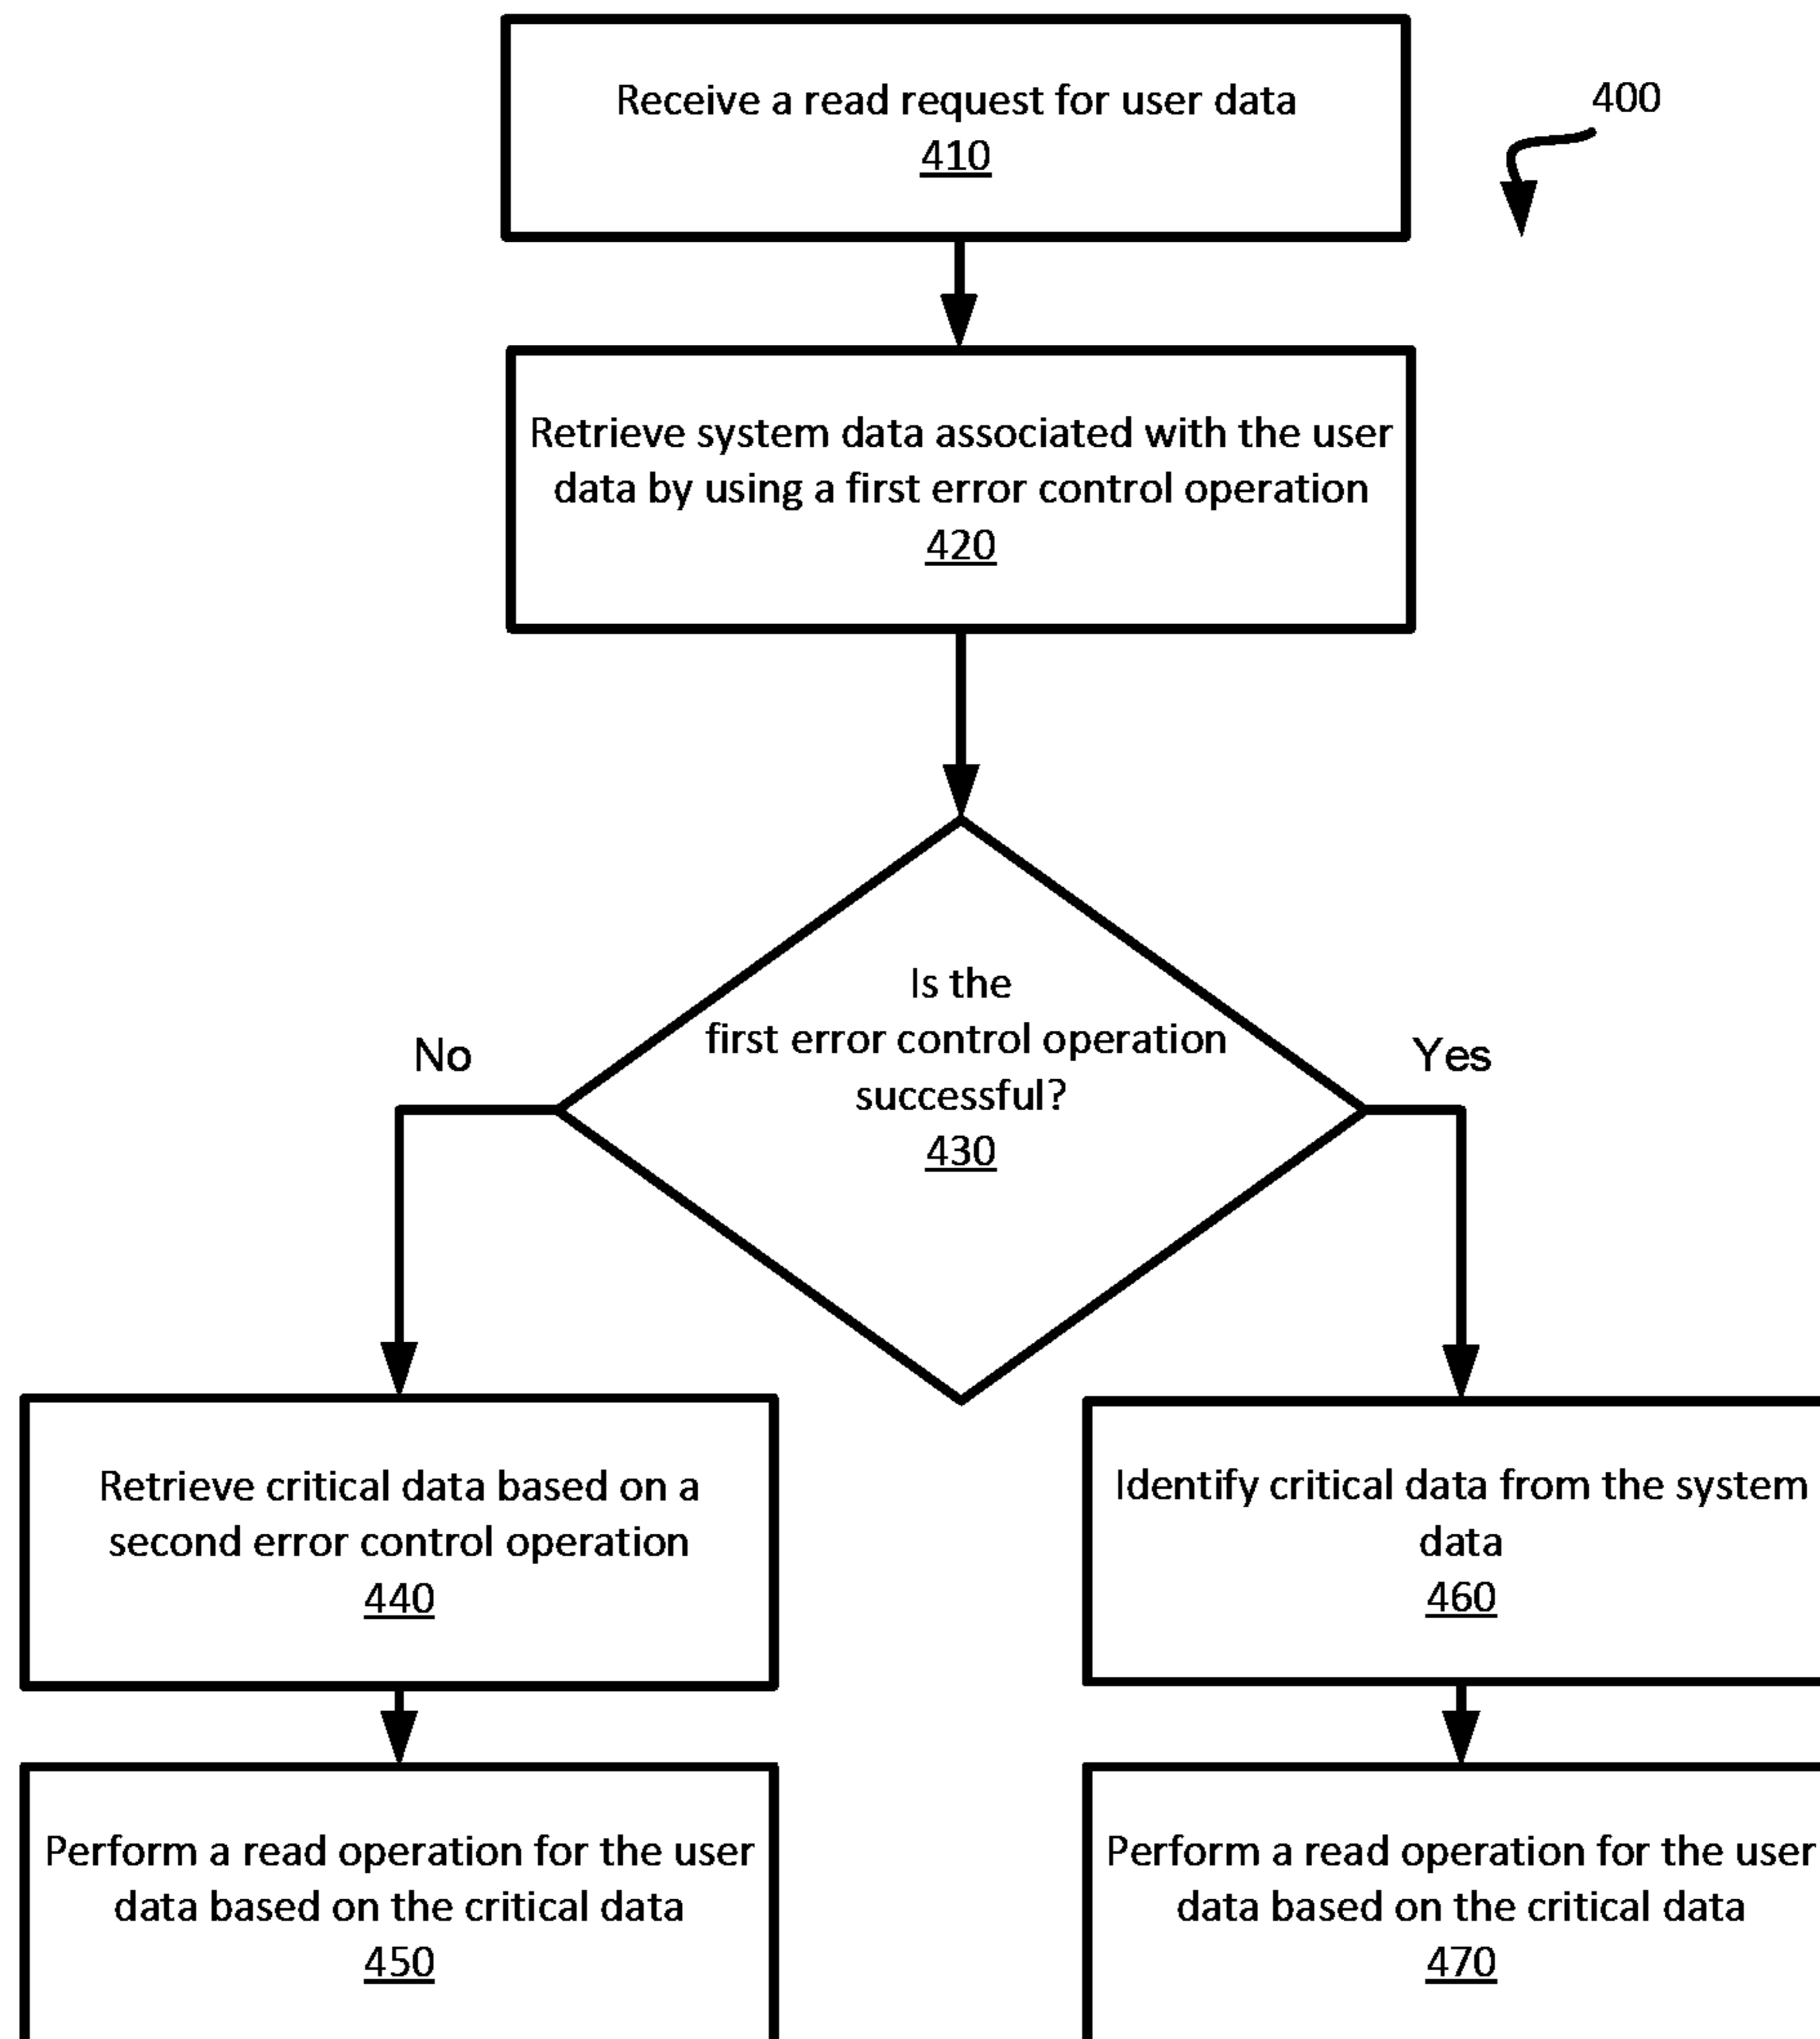 Receive a read request for user data
410
400
Retrieve system data associated with the user
data by using a first error control operation
420
Is the
first error control operation
successful?
430
No
Yes
Retrieve critical data based on a
second error control operation
440
Identify critical data from the system
data
460
Perform a read operation for the user
data based on the critical data
450
Perform a read operation for the user
data based on the critical data
470